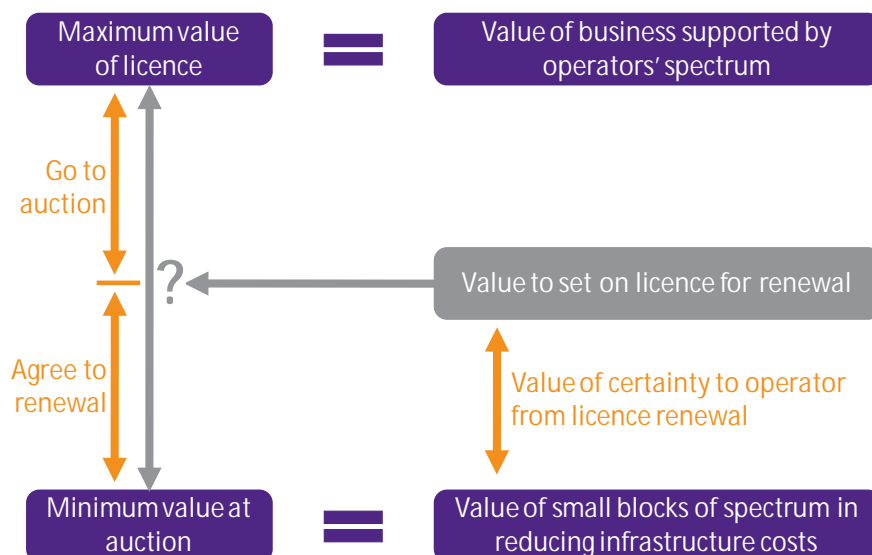 Maximum value
of licence
Value of business supported by
operators' spectrum
Go to
auction
?
Value to set on licence for renewal
Agree to
renewal
Value of certainty to operator
from licence renewal
Minimum value at
auction
Value of small blocks of spectrum in
reducing infrastructure costs